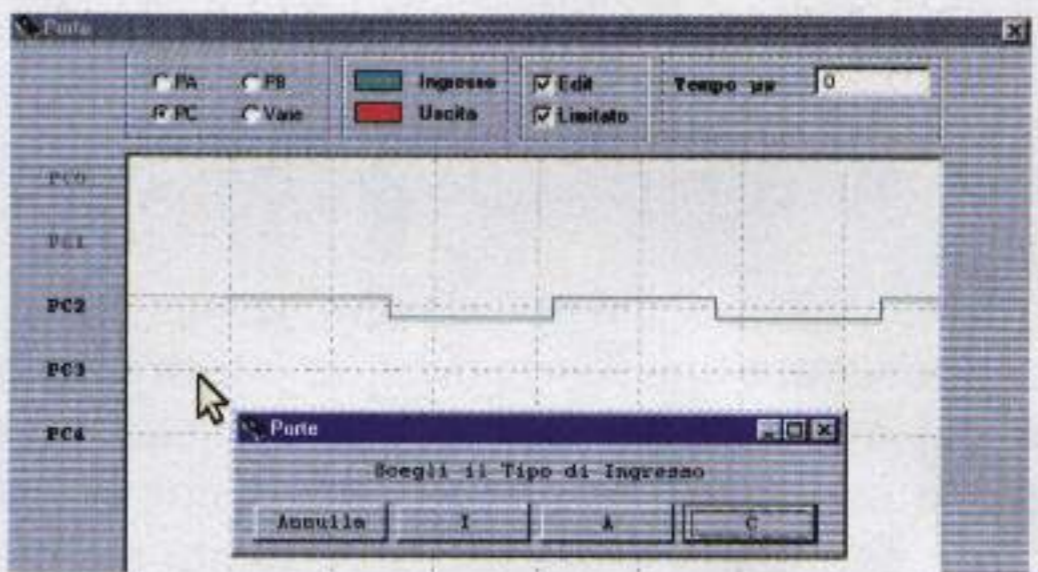 Porte
PA PB
PC Varie
Ingresso
Uscita
Edit
Limitato
Tempo µs 0
PC0
PC1
PC2
PC3
PC4
Porte
Scegli il Tipo di Ingresso
Annulla I A C